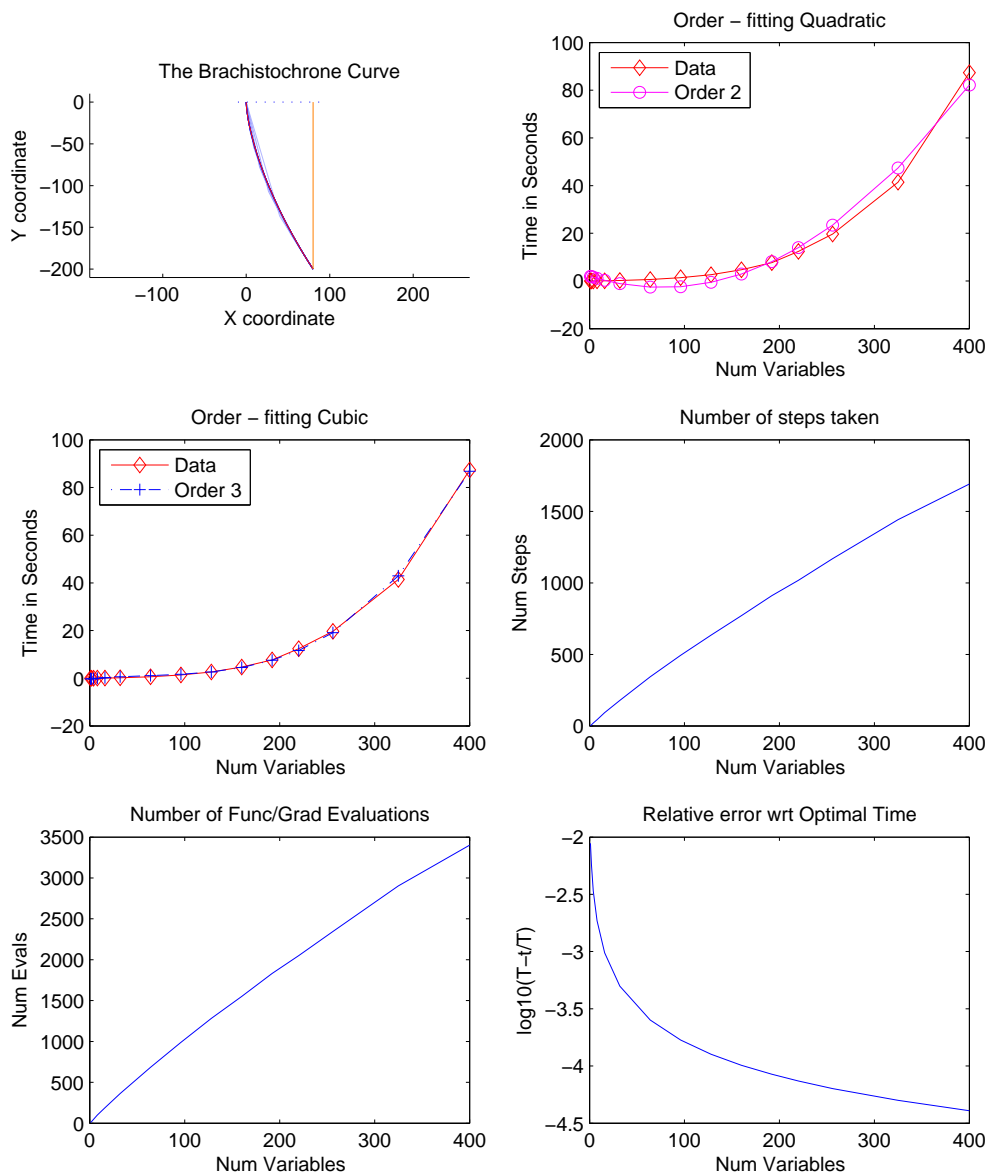 The Brachistochrone Curve
0
−50
−100
−150
−200
Y coordinate
−100 0 100 200
X coordinate
Order − fitting Quadratic
100
80
60
40
20
0
−20
Time in Seconds
Data
Order 2
0 100 200 300 400
Num Variables
Order − fitting Cubic
100
80
60
40
20
0
−20
Time in Seconds
Data
Order 3
0 100 200 300 400
Num Variables
Number of steps taken
2000
1500
1000
500
0
Num Steps
0 100 200 300 400
Num Variables
Number of Func/Grad Evaluations
3500
3000
2500
2000
1500
1000
500
0
Num Evals
0 100 200 300 400
Num Variables
Relative error wrt Optimal Time
−2
−2.5
−3
−3.5
−4
−4.5
log10(T−t/T)
0 100 200 300 400
Num Variables